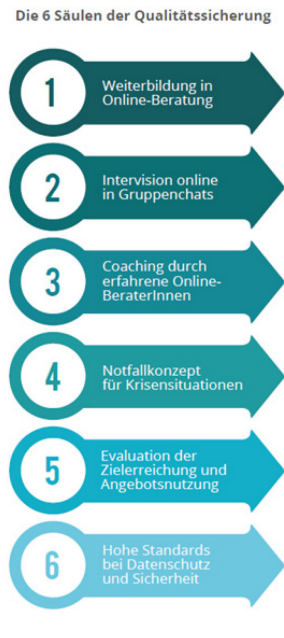 Die 6 Säulen der Qualitätssicherung
1
Weiterbildung in
Online-Beratung
2
Intervision online
in Gruppenchats
3
Coaching durch
erfahrene Online-
BeraterInnen
4
Notfallkonzept
für Krisensituationen
5
Evaluation der
Zielerreichung und
Angebotsnutzung
6
Hohe Standards
bei Datenschutz
und Sicherheit